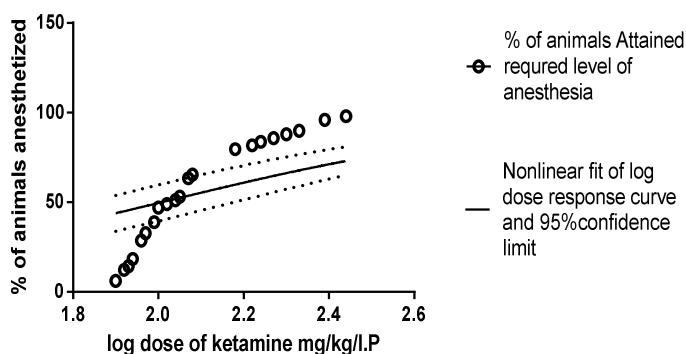 150
100
50
0
% of animals anesthetized
1.8
2.0
2.2
2.4
2.6
log dose of ketamine mg/kg/I.P
% of animals Attained
requred level of
anesthesia
Nonlinear fit of log
dose response curve
and 95%confidence
limit